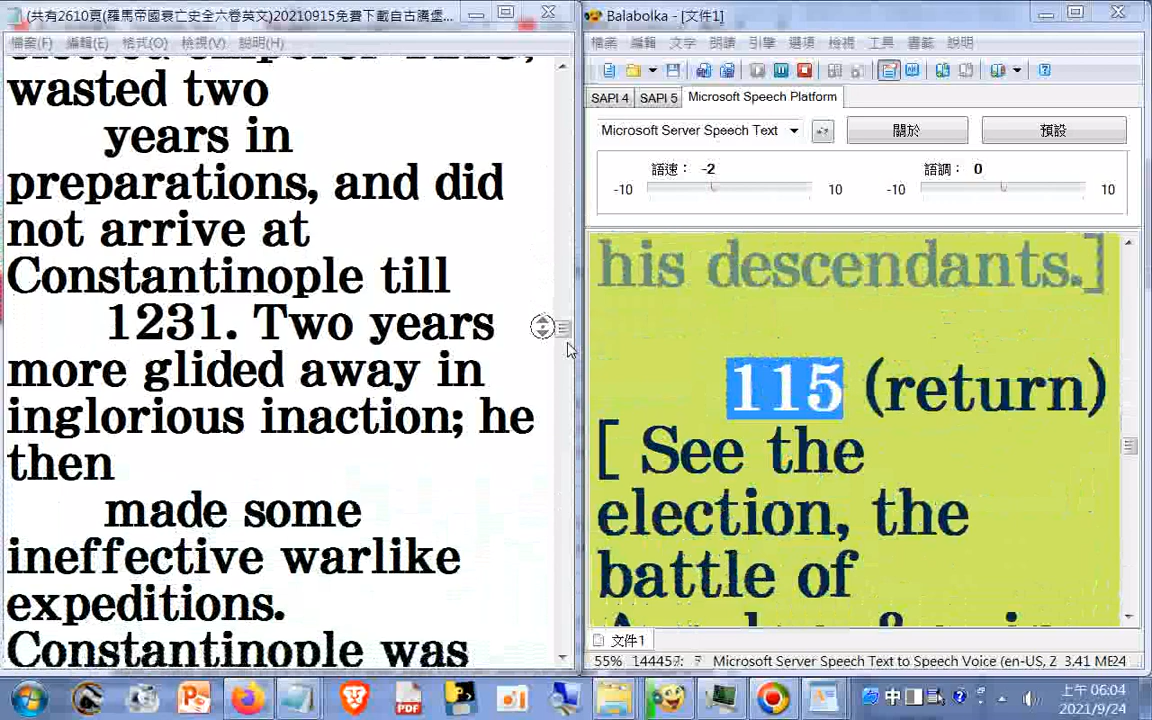 (共有2610頁(羅馬帝國衰亡史全六卷英文)20210915免費下載自古騰堡...
檔案(F) 編輯(E) 格式(O) 檢視(V) 說明(H)
wasted two
years in
preparations, and did
not arrive at
Constantinople till
1231. Two years
more glided away in
inglorious inaction; he
then
made some
ineffective warlike
expeditions.
Constantinople was
Balabolka - [文件1]
檔案 編輯 文字 朗讀 引擎 選項 檢視 工具 書籤 說明
SAPI 4 SAPI 5 Microsoft Speech Platform
Microsoft Server Speech Text 關於 預設
語速： -2 語調： 0
-10 10 -10 10
his descendants.]
115 (return)
[ See the
election, the
battle of
文件1
55% Microsoft Server Speech Text to Speech Voice (en-US, Z 3.41 ME24
中
上午 06:04
2021/9/24